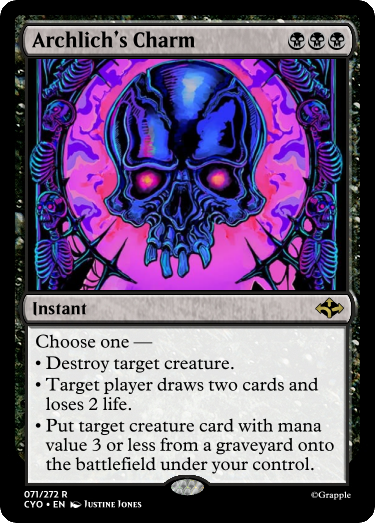 Archlich's Charm
Instant
Choose one —
• Destroy target creature.
• Target player draws two cards and
loses 2 life.
• Put target creature card with mana
value 3 or less from a graveyard onto
the battlefield under your control.
071/272 R
CYO • EN Justine Jones
©Grapple